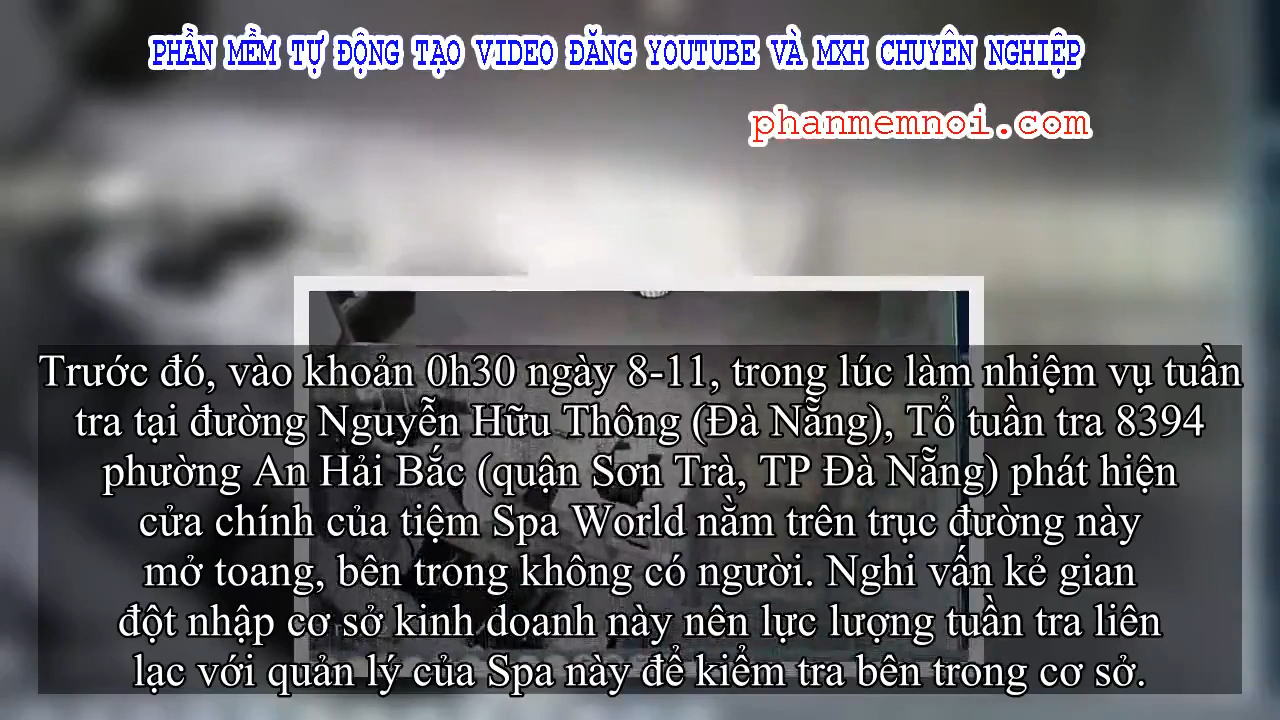 PHẦN MỀM TỰ ĐỘNG TẠO VIDEO ĐĂNG YOUTUBE VÀ MXH CHUYÊN NGHIỆP
phanmemnoi.com
Trước đó, vào khoản 0h30 ngày 8-11, trong lúc làm nhiệm vụ tuần
tra tại đường Nguyễn Hữu Thông (Đà Nẵng), Tổ tuần tra 8394
phường An Hải Bắc (quận Sơn Trà, TP Đà Nẵng) phát hiện
cửa chính của tiệm Spa World nằm trên trục đường này
mở toang, bên trong không có người. Nghi vấn kẻ gian
đột nhập cơ sở kinh doanh này nên lực lượng tuần tra liên
lạc với quản lý của Spa này để kiểm tra bên trong cơ sở.